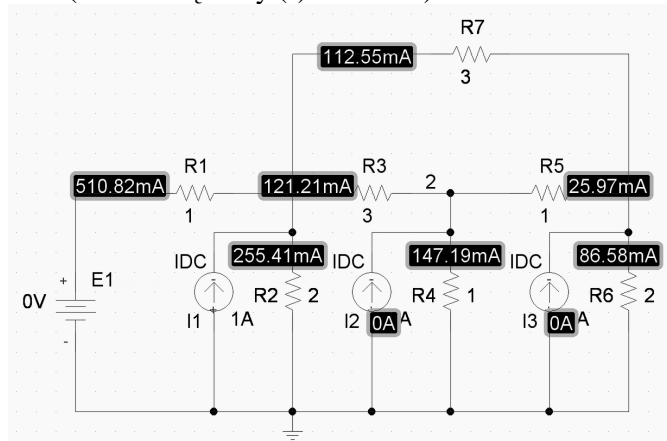 R7
112.55mA
3
R1
R3
2
R5
510.82mA
121.21mA
25.97mA
1
3
1
IDC
255.41mA
IDC
147.19mA
IDC
86.58mA
+
E1
0V
R2
2
R4
1
R6
2
I1
1A
I2
0A
A
I3
0A
A
-